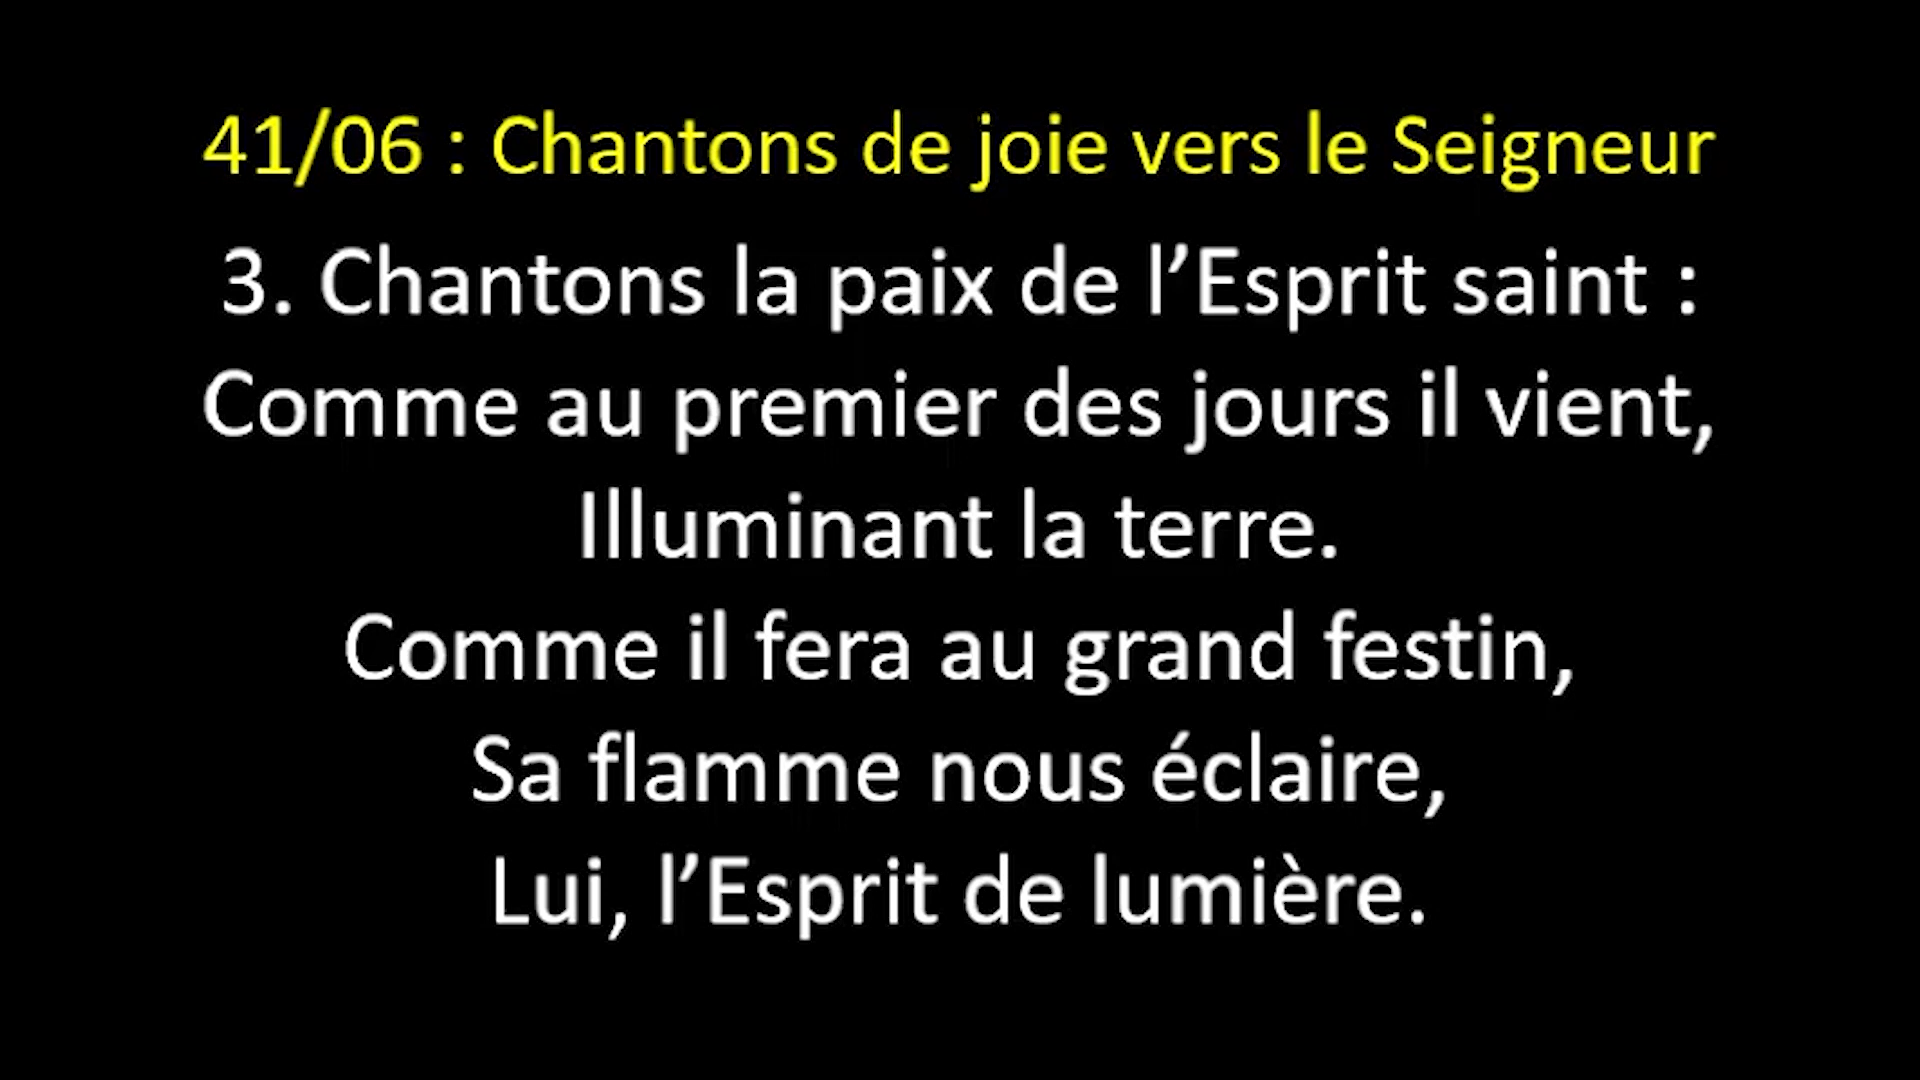 41/06 : Chantons de joie vers le Seigneur
3. Chantons la paix de l’Esprit saint :
Comme au premier des jours il vient,
Illuminant la terre.
Comme il fera au grand festin,
Sa flamme nous éclaire,
Lui, l’Esprit de lumière.